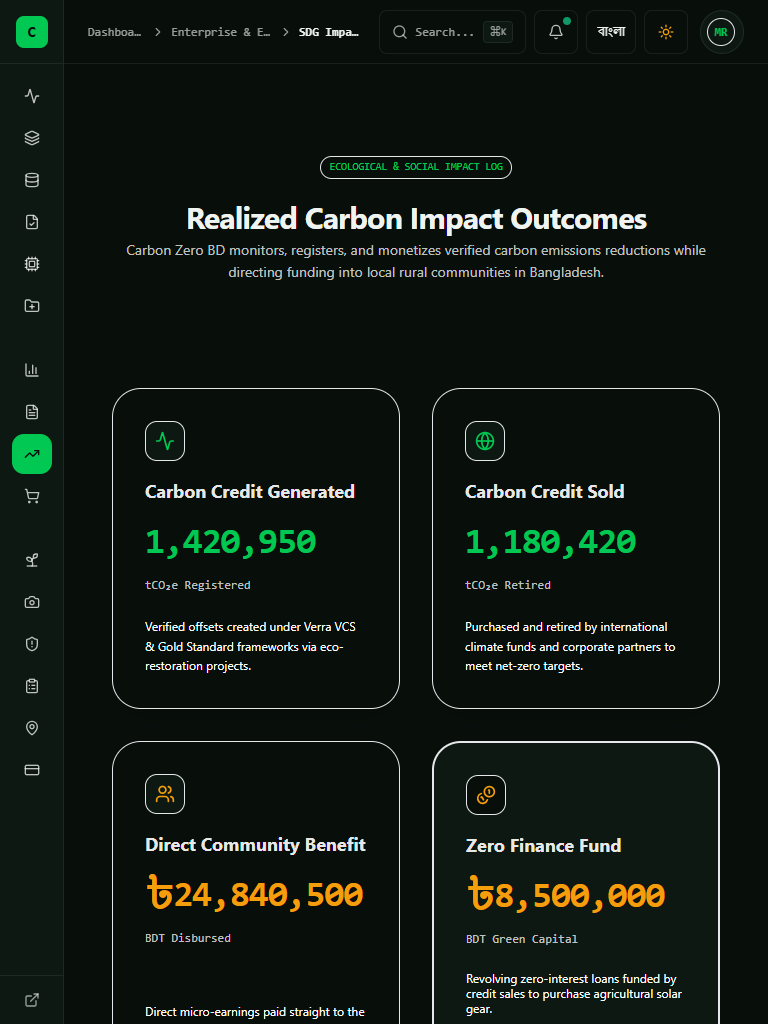 C
Dashboa… > Enterprise & E… > SDG Impa…
Search... ⌘K
বাংলা
MR
ECOLOGICAL & SOCIAL IMPACT LOG
Realized Carbon Impact Outcomes
Carbon Zero BD monitors, registers, and monetizes verified carbon emissions reductions while
directing funding into local rural communities in Bangladesh.
Carbon Credit Generated
1,420,950
tCO₂e Registered
Verified offsets created under Verra VCS
& Gold Standard frameworks via eco-
restoration projects.
Carbon Credit Sold
1,180,420
tCO₂e Retired
Purchased and retired by international
climate funds and corporate partners to
meet net-zero targets.
Direct Community Benefit
৳24,840,500
BDT Disbursed
Direct micro-earnings paid straight to the
Zero Finance Fund
৳8,500,000
BDT Green Capital
Revolving zero-interest loans funded by
credit sales to purchase agricultural solar
gear.